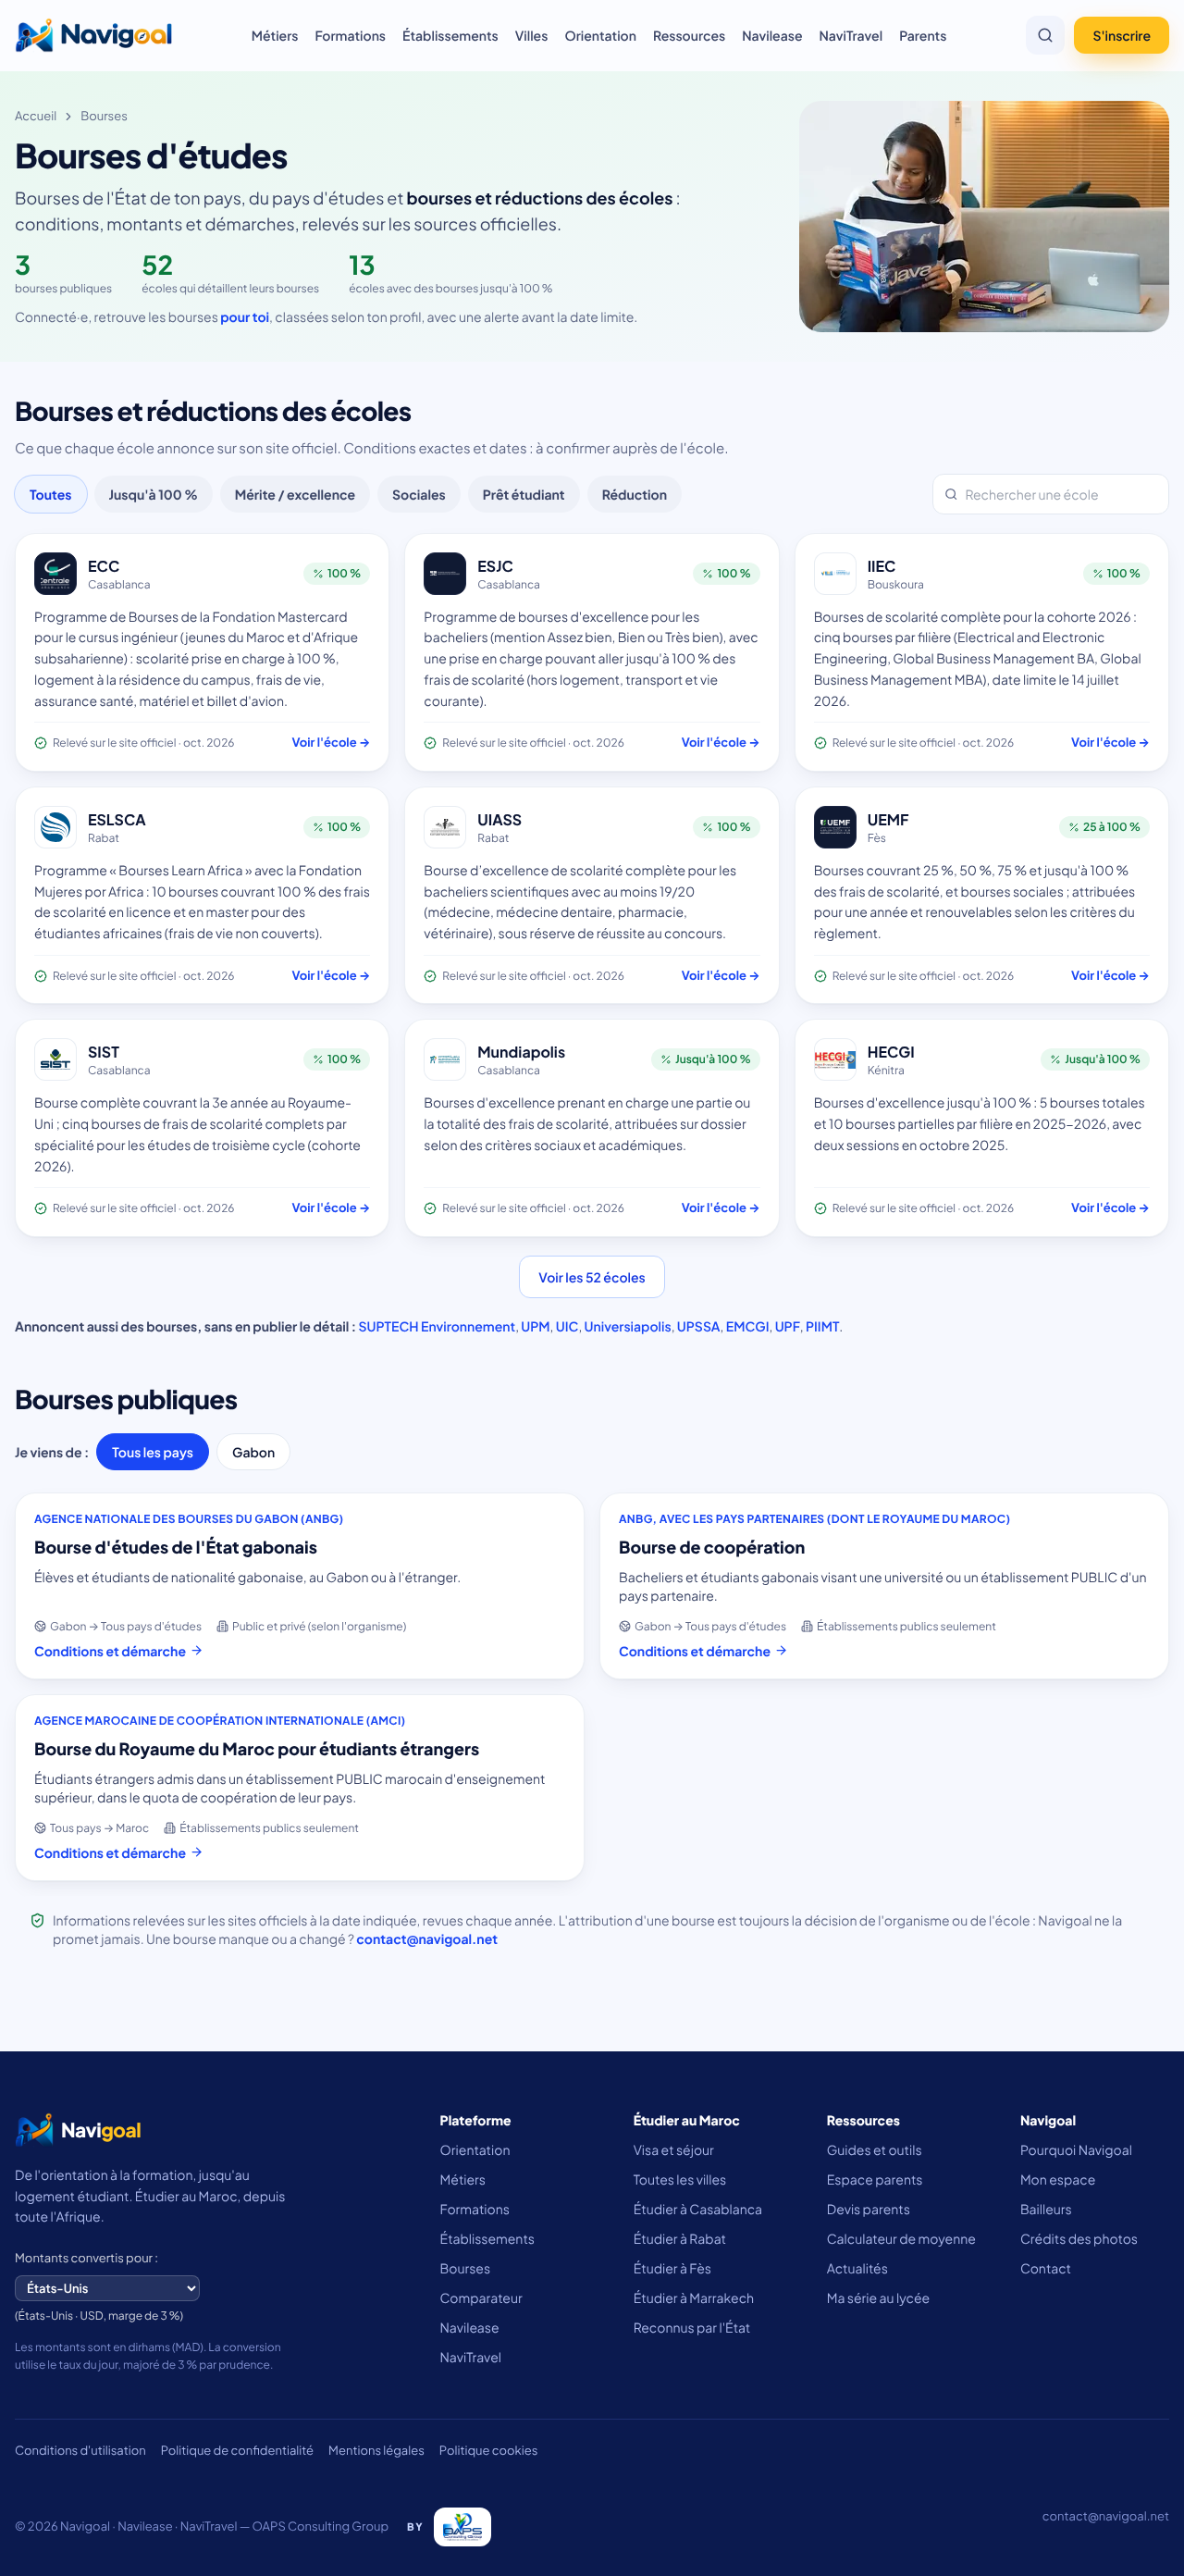 Navigoal
Métiers Formations Établissements Villes Orientation Ressources Navilease NaviTravel Parents
S'inscrire
Accueil > Bourses
Bourses d'études
Bourses de l'État de ton pays, du pays d'études et bourses et réductions des écoles :
conditions, montants et démarches, relevés sur les sources officielles.
3 52 13
bourses publiques écoles qui détaillent leurs bourses écoles avec des bourses jusqu'à 100 %
Connecté·e, retrouve les bourses pour toi, classées selon ton profil, avec une alerte avant la date limite.
Java
Bourses et réductions des écoles
Ce que chaque école annonce sur son site officiel. Conditions exactes et dates : à confirmer auprès de l'école.
Toutes Jusqu'à 100 % Mérite / excellence Sociales Prêt étudiant Réduction
Rechercher une école
ECC
Casablanca
100 %
Programme de Bourses de la Fondation Mastercard
pour le cursus ingénieur (jeunes du Maroc et d'Afrique
subsaharienne) : scolarité prise en charge à 100 %,
logement à la résidence du campus, frais de vie,
assurance santé, matériel et billet d'avion.
Relevé sur le site officiel · oct. 2026 Voir l'école →
ESJC
Casablanca
100 %
Programme de bourses d'excellence pour les
bacheliers (mention Assez bien, Bien ou Très bien), avec
une prise en charge pouvant aller jusqu'à 100 % des
frais de scolarité (hors logement, transport et vie
courante).
Relevé sur le site officiel · oct. 2026 Voir l'école →
IIEC
Bouskoura
100 %
Bourses de scolarité complète pour la cohorte 2026 :
cinq bourses par filière (Electrical and Electronic
Engineering, Global Business Management BA, Global
Business Management MBA), date limite le 14 juillet
2026.
Relevé sur le site officiel · oct. 2026 Voir l'école →
ESLSCA
Rabat
100 %
Programme « Bourses Learn Africa » avec la Fondation
Mujeres por Africa : 10 bourses couvrant 100 % des frais
de scolarité en licence et en master pour des
étudiantes africaines (frais de vie non couverts).
Relevé sur le site officiel · oct. 2026 Voir l'école →
UIASS
Rabat
100 %
Bourse d'excellence de scolarité complète pour les
bacheliers scientifiques avec au moins 19/20
(médecine, médecine dentaire, pharmacie,
vétérinaire), sous réserve de réussite au concours.
Relevé sur le site officiel · oct. 2026 Voir l'école →
UEMF
UEMF
Fès
25 à 100 %
Bourses couvrant 25 %, 50 %, 75 % et jusqu'à 100 %
des frais de scolarité, et bourses sociales ; attribuées
pour une année et renouvelables selon les critères du
règlement.
Relevé sur le site officiel · oct. 2026 Voir l'école →
SIST
SIST
Casablanca
100 %
Bourse complète couvrant la 3e année au Royaume-
Uni ; cinq bourses de frais de scolarité complets par
spécialité pour les études de troisième cycle (cohorte
2026).
Relevé sur le site officiel · oct. 2026 Voir l'école →
Mundiapolis
Casablanca
Jusqu'à 100 %
Bourses d'excellence prenant en charge une partie ou
la totalité des frais de scolarité, attribuées sur dossier
selon des critères sociaux et académiques.
Relevé sur le site officiel · oct. 2026 Voir l'école →
HECGI
HECGI
Kénitra
Jusqu'à 100 %
Bourses d'excellence jusqu'à 100 % : 5 bourses totales
et 10 bourses partielles par filière en 2025-2026, avec
deux sessions en octobre 2025.
Relevé sur le site officiel · oct. 2026 Voir l'école →
Voir les 52 écoles
Annoncent aussi des bourses, sans en publier le détail : SUPTECH Environnement, UPM, UIC, Universiapolis, UPSSA, EMCGI, UPF, PIIMT.
Bourses publiques
Je viens de : Tous les pays Gabon
AGENCE NATIONALE DES BOURSES DU GABON (ANBG)
Bourse d'études de l'État gabonais
Élèves et étudiants de nationalité gabonaise, au Gabon ou à l'étranger.
Gabon → Tous pays d'études Public et privé (selon l'organisme)
Conditions et démarche →
ANBG, AVEC LES PAYS PARTENAIRES (DONT LE ROYAUME DU MAROC)
Bourse de coopération
Bacheliers et étudiants gabonais visant une université ou un établissement PUBLIC d'un
pays partenaire.
Gabon → Tous pays d'études Établissements publics seulement
Conditions et démarche →
AGENCE MAROCAINE DE COOPÉRATION INTERNATIONALE (AMCI)
Bourse du Royaume du Maroc pour étudiants étrangers
Étudiants étrangers admis dans un établissement PUBLIC marocain d'enseignement
supérieur, dans le quota de coopération de leur pays.
Tous pays → Maroc Établissements publics seulement
Conditions et démarche →
Informations relevées sur les sites officiels à la date indiquée, revues chaque année. L'attribution d'une bourse est toujours la décision de l'organisme ou de l'école : Navigoal ne la
promet jamais. Une bourse manque ou a changé ? contact@navigoal.net
Navigoal
De l'orientation à la formation, jusqu'au
logement étudiant. Étudier au Maroc, depuis
toute l'Afrique.
Montants convertis pour :
États-Unis
(États-Unis · USD, marge de 3 %)
Les montants sont en dirhams (MAD). La conversion
utilise le taux du jour, majoré de 3 % par prudence.
Plateforme
Orientation
Métiers
Formations
Établissements
Bourses
Comparateur
Navilease
NaviTravel
Étudier au Maroc
Visa et séjour
Toutes les villes
Étudier à Casablanca
Étudier à Rabat
Étudier à Fès
Étudier à Marrakech
Reconnus par l'État
Ressources
Guides et outils
Espace parents
Devis parents
Calculateur de moyenne
Actualités
Ma série au lycée
Navigoal
Pourquoi Navigoal
Mon espace
Bailleurs
Crédits des photos
Contact
Conditions d'utilisation Politique de confidentialité Mentions légales Politique cookies
© 2026 Navigoal · Navilease · NaviTravel — OAPS Consulting Group BY
contact@navigoal.net